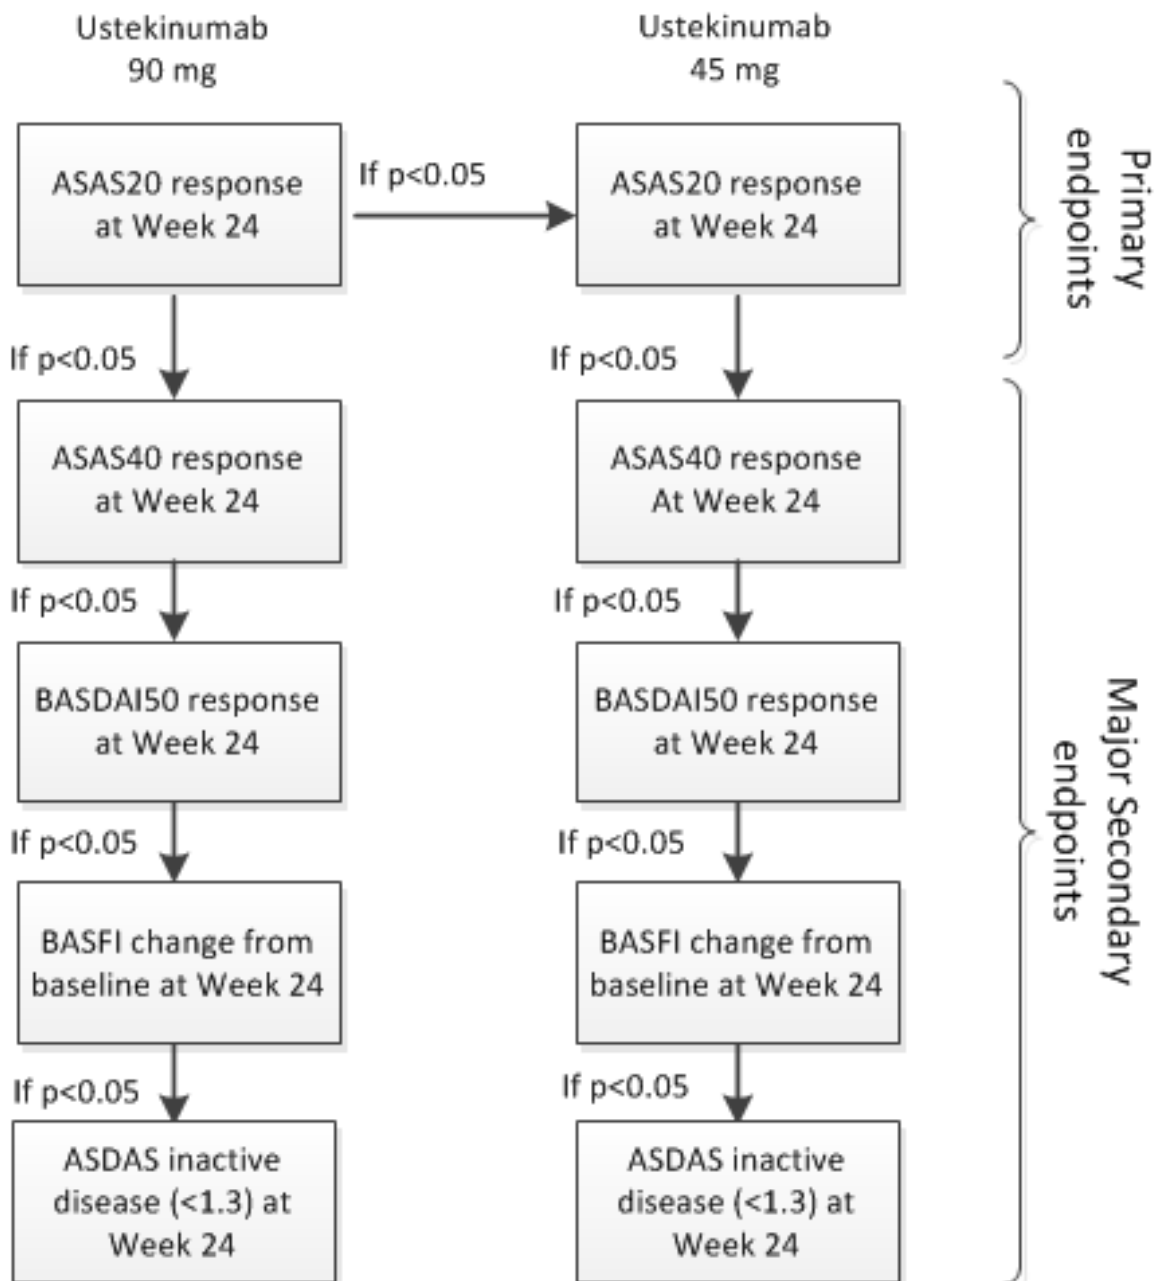 Ustekinumab
90 mg
Ustekinumab
45 mg
ASAS20 response
at Week 24
If p<0.05
ASAS20 response
at Week 24
Primary
endpoints
If p<0.05
If p<0.05
ASAS40 response
at Week 24
ASAS40 response
At Week 24
If p<0.05
If p<0.05
BASDAI50 response
at Week 24
BASDAI50 response
at Week 24
Major Secondary
endpoints
If p<0.05
If p<0.05
BASFI change from
baseline at Week 24
BASFI change from
baseline at Week 24
If p<0.05
If p<0.05
ASDAS inactive
disease (<1.3) at
Week 24
ASDAS inactive
disease (<1.3) at
Week 24